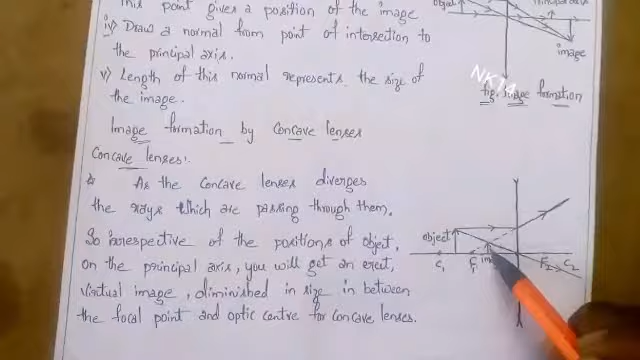 This point gives a position of the image
iv) Draw a normal from point of intersection to
the principal axis.
v) Length of this normal represents the size of
the image.
Image formation by Concave lenses
Concave lenses:
As the Concave lenses diverges
the rays which are passing through them.
So irrespective of the positions of object,
on the principal axis, you will get an erect,
virtual image, diminished in size in between
the focal point and optic centre for concave lenses.
object
image
fig: Image formation
object
C1 F1 F2 C2